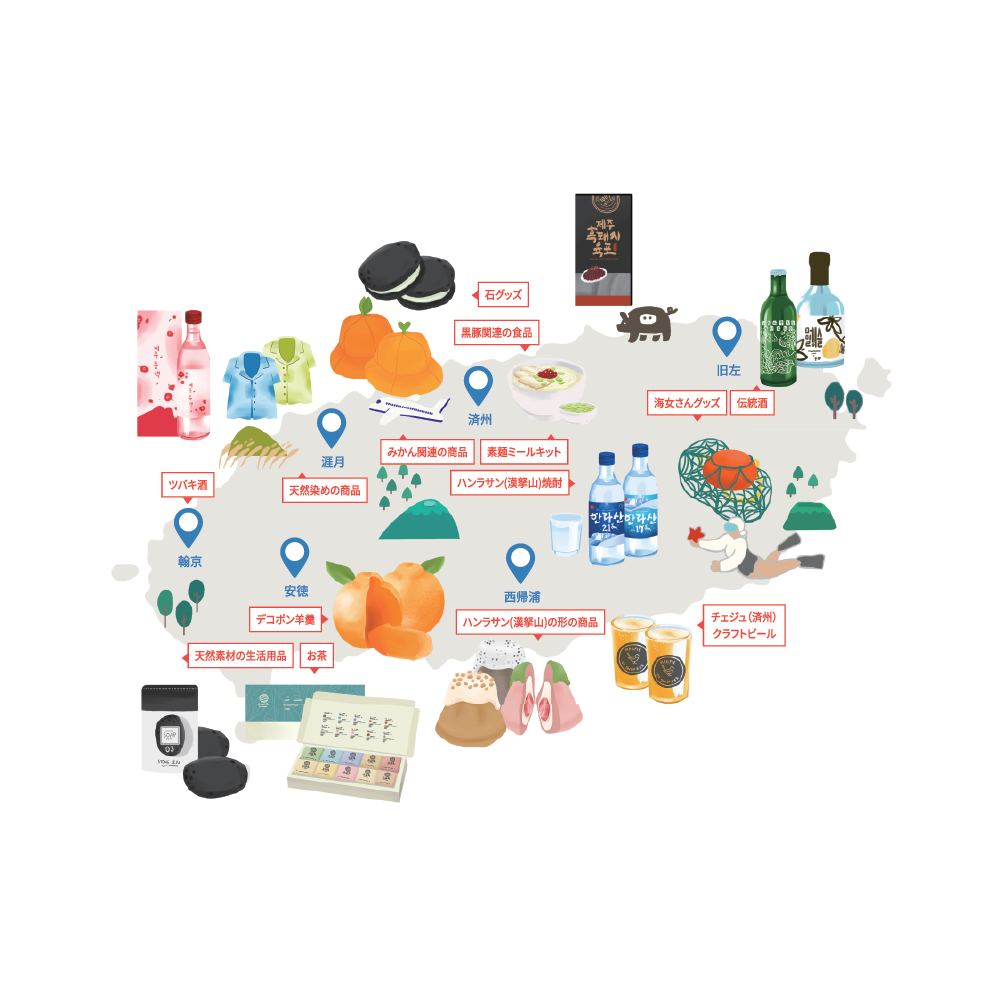 제주
흑돼지
육포
石グッズ
黒豚関連の食品
旧左
済州
海女さんグッズ
伝統酒
涯月
みかん関連の商品
素麺ミールキット
天然染めの商品
ハンラサン(漢拏山)焼酎
ツバキ酒
한라산
21
한라산
17
翰京
安徳
西帰浦
デコポン羊羹
ハンラサン(漢拏山)の形の商品
チェジュ(済州)
クラフトビール
天然素材の生活用品
お茶